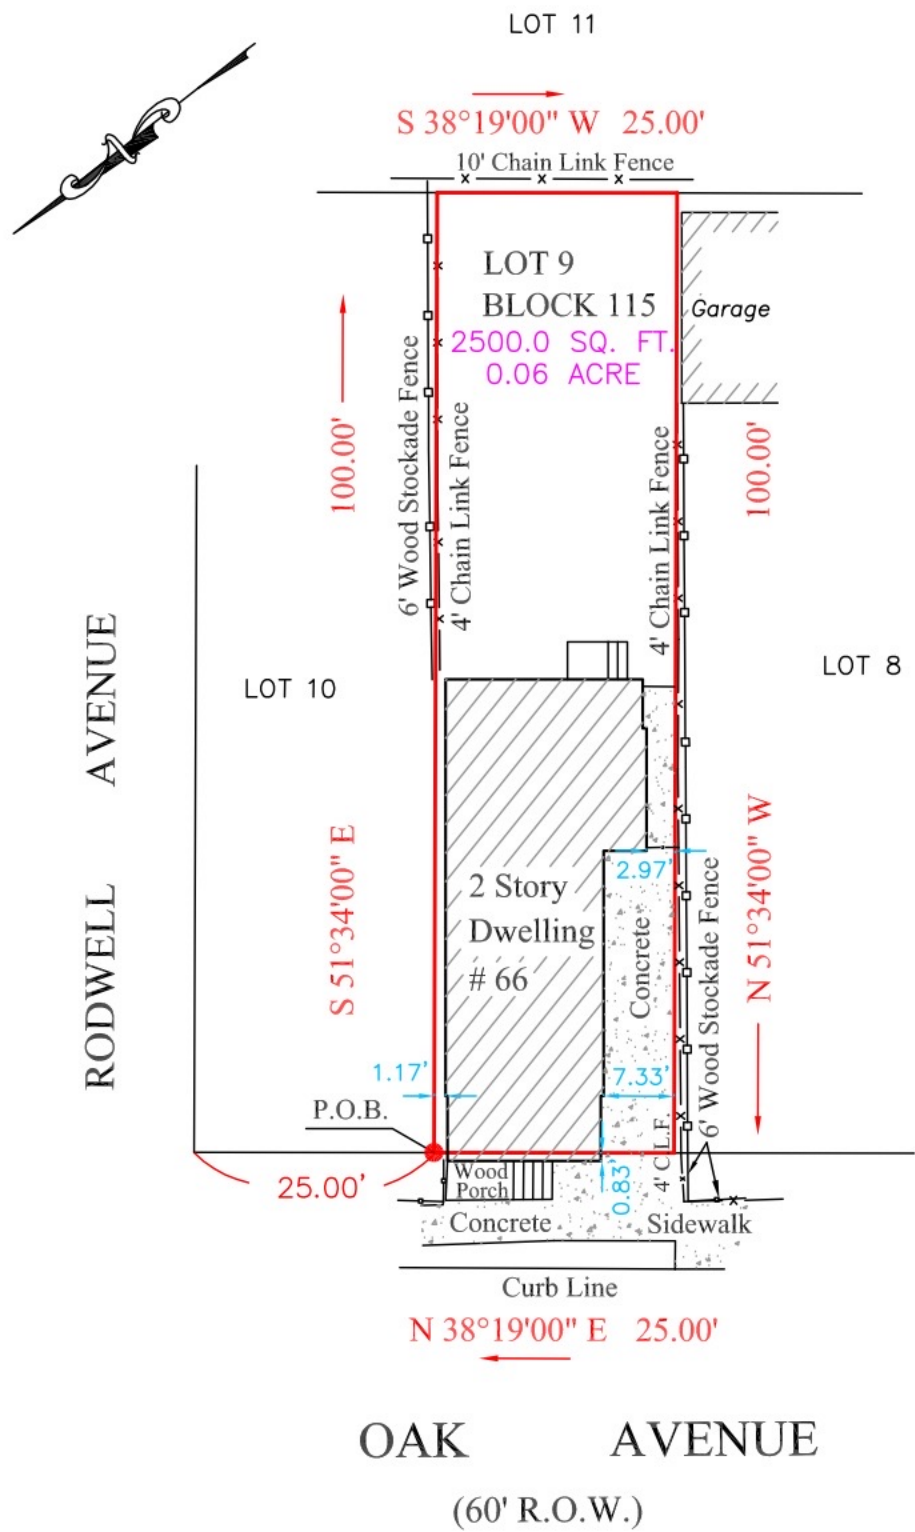 LOT 11
S 38°19'00" W 25.00'
10' Chain Link Fence
LOT 9
BLOCK 115
2500.0 SQ. FT.
0.06 ACRE
Garage
6' Wood Stockade Fence
4' Chain Link Fence
4' Chain Link Fence
100.00'
100.00'
LOT 10
LOT 8
RODWELL AVENUE
S 51°34'00" E
N 51°34'00" W
2 Story
Dwelling
# 66
2.97'
Concrete
6' Wood Stockade Fence
1.17'
7.33'
P.O.B.
25.00'
Wood
Porch
0.83'
4' C.L.F.
Concrete Sidewalk
Curb Line
N 38°19'00" E 25.00'
OAK AVENUE
(60' R.O.W.)